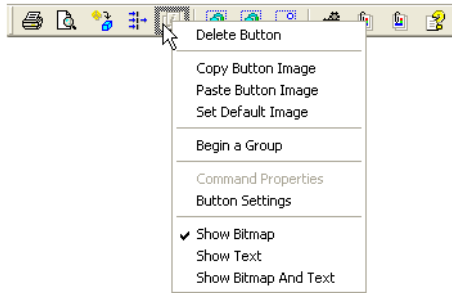 Delete Button
Copy Button Image
Paste Button Image
Set Default Image
Begin a Group
Command Properties
Button Settings
Show Bitmap
Show Text
Show Bitmap And Text